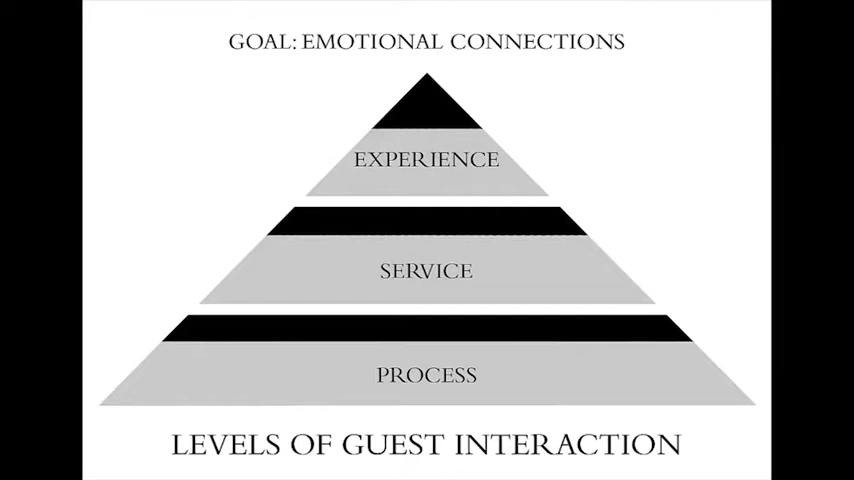 GOAL: EMOTIONAL CONNECTIONS
EXPERIENCE
SERVICE
PROCESS
LEVELS OF GUEST INTERACTION